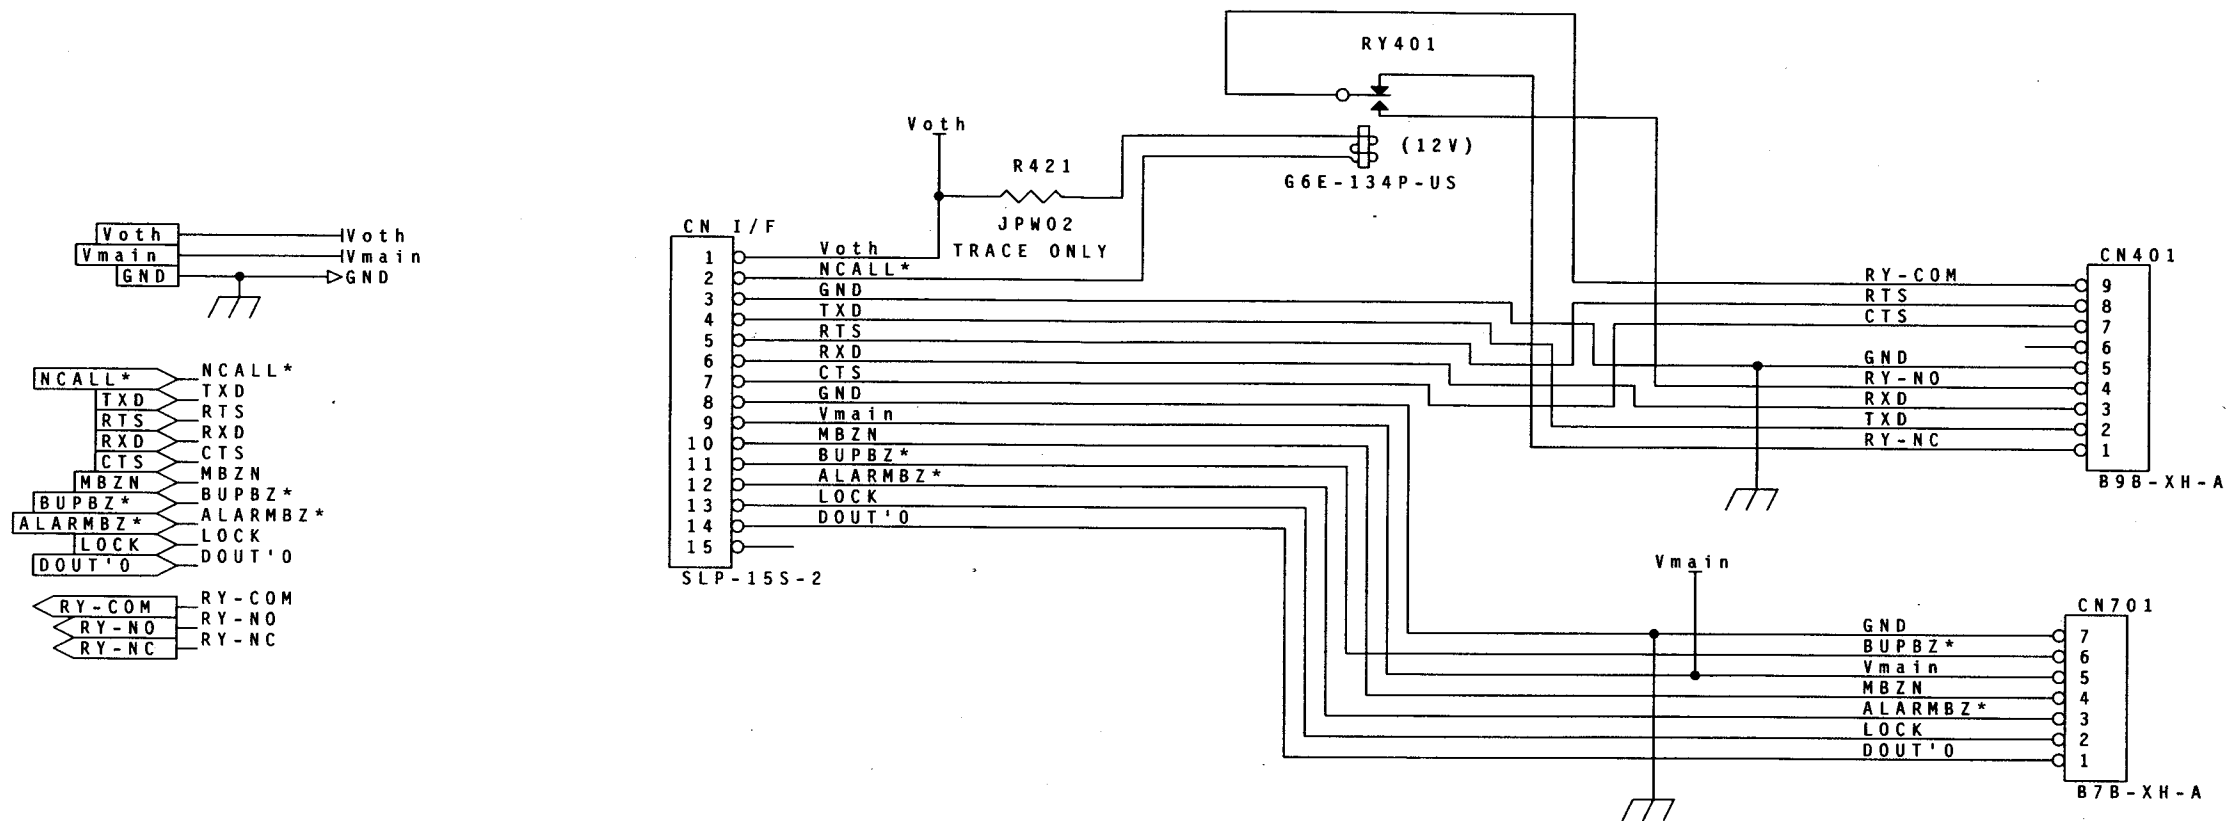 Voth
Voth
Vmain
Vmain
GND
GND
NCALL*
NCALL*
TXD
TXD
RTS
RTS
RXD
RXD
CTS
CTS
MBZN
MBZN
BUPBZ*
BUPBZ*
ALARMBZ*
ALARMBZ*
LOCK
LOCK
DOUT'0
DOUT'0
RY-COM
RY-COM
RY-NO
RY-NO
RY-NC
RY-NC
RY401
Voth
R421
(12V)
G6E-134P-US
JPW02
TRACE ONLY
CN I/F
1 Voth
2 NCALL*
3 GND
4 TXD
5 RTS
6 RXD
7 CTS
8 GND
9 Vmain
10 MBZN
11 BUPBZ*
12 ALARMBZ*
13 LOCK
14 DOUT'0
15
SLP-15S-2
CN401
RY-COM 9
RTS 8
CTS 7
6
GND 5
RY-NO 4
RXD 3
TXD 2
RY-NC 1
B9B-XH-A
Vmain
CN701
GND 7
BUPBZ* 6
Vmain 5
MBZN 4
ALARMBZ* 3
LOCK 2
DOUT'0 1
B7B-XH-A